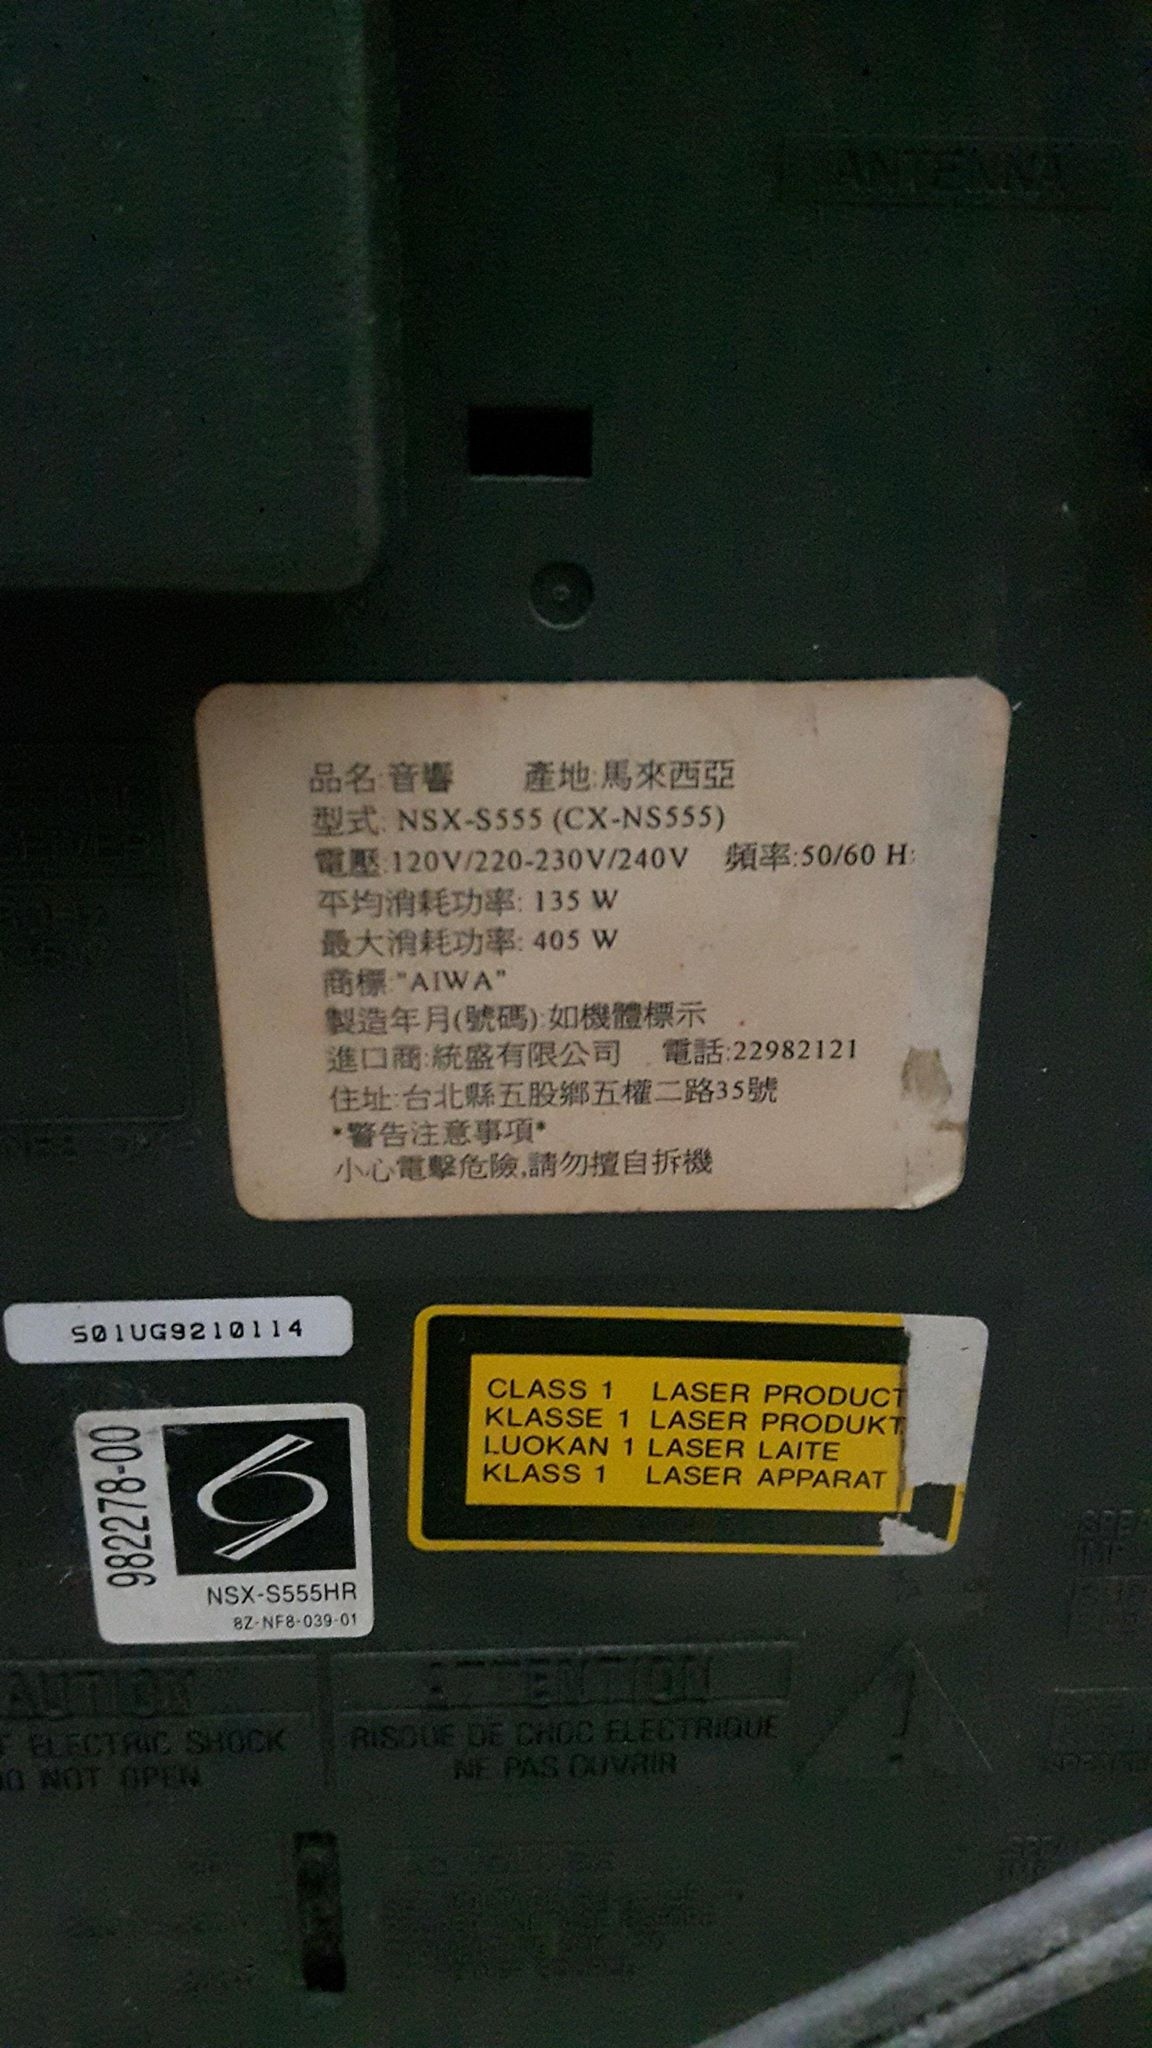 ANTENNA
品名:音響 產地:馬來西亞
型式: NSX-S555 (CX-NS555)
電壓:120V/220-230V/240V 頻率:50/60 H
平均消耗功率: 135 W
最大消耗功率: 405 W
商標:"AIWA"
製造年月(號碼):如機體標示
進口商:統盛有限公司 電話:22982121
住址:台北縣五股鄉五權二路35號
*警告注意事項*
小心電擊危險,請勿擅自拆機
S01UG9210114
CLASS 1 LASER PRODUCT
KLASSE 1 LASER PRODUKT
LUOKAN 1 LASER LAITE
KLASS 1 LASER APPARAT
982278-00
NSX-S555HR
8Z-NF8-039-01
AUTION
ELECTRIC SHOCK
NOT OPEN
ATTENTION
RISQUE DE CHOC ELECTRIQUE
NE PAS OUVRIR